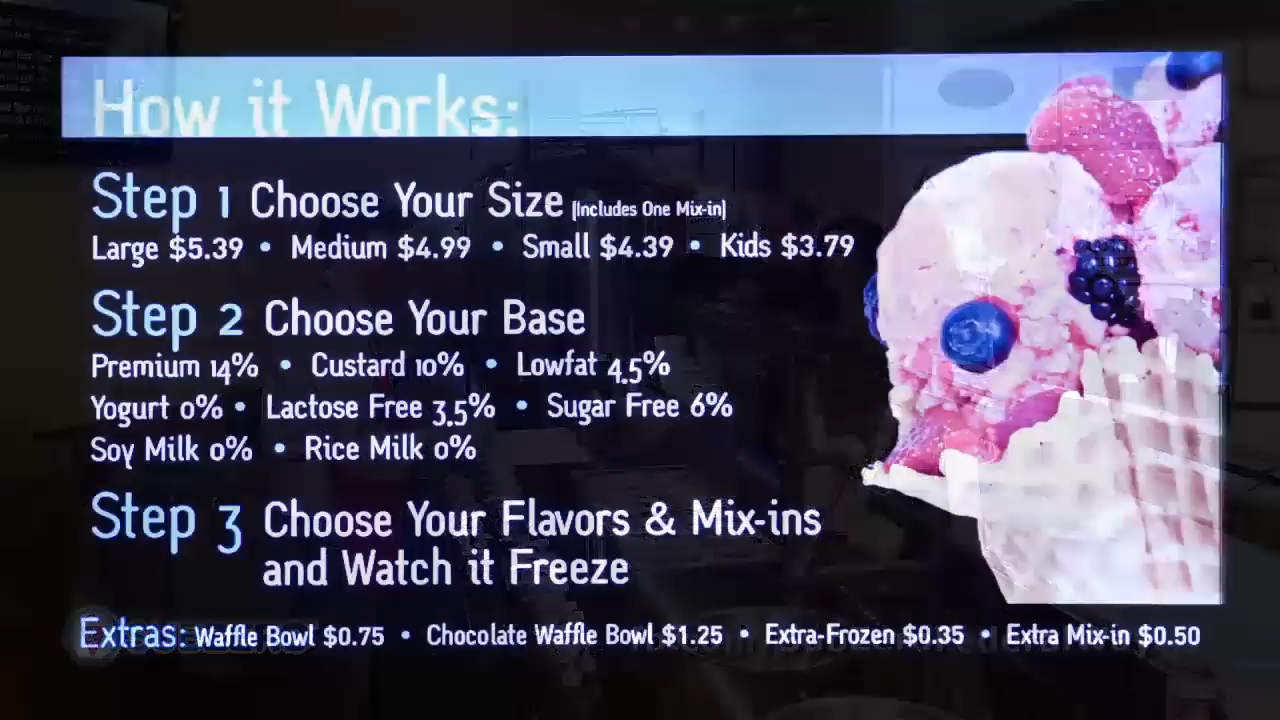 How it Works:
Step 1 Choose Your Size (Includes One Mix-in)
Large $5.39 • Medium $4.99 • Small $4.39 • Kids $3.79
Step 2 Choose Your Base
Premium 14% • Custard 10% • Lowfat 4.5%
Yogurt 0% • Lactose Free 3.5% • Sugar Free 6%
Soy Milk 0% • Rice Milk 0%
Step 3 Choose Your Flavors & Mix-ins
and Watch it Freeze
Extras: Waffle Bowl $0.75 • Chocolate Waffle Bowl $1.25 • Extra-Frozen $0.35 • Extra Mix-in $0.50